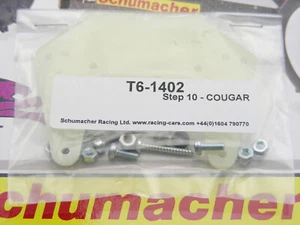 Schumacher
T6-1402
Step 10 - COUGAR
Schumacher Racing Ltd. www.racing-cars.com +44(0)1604 790770
Schumacher